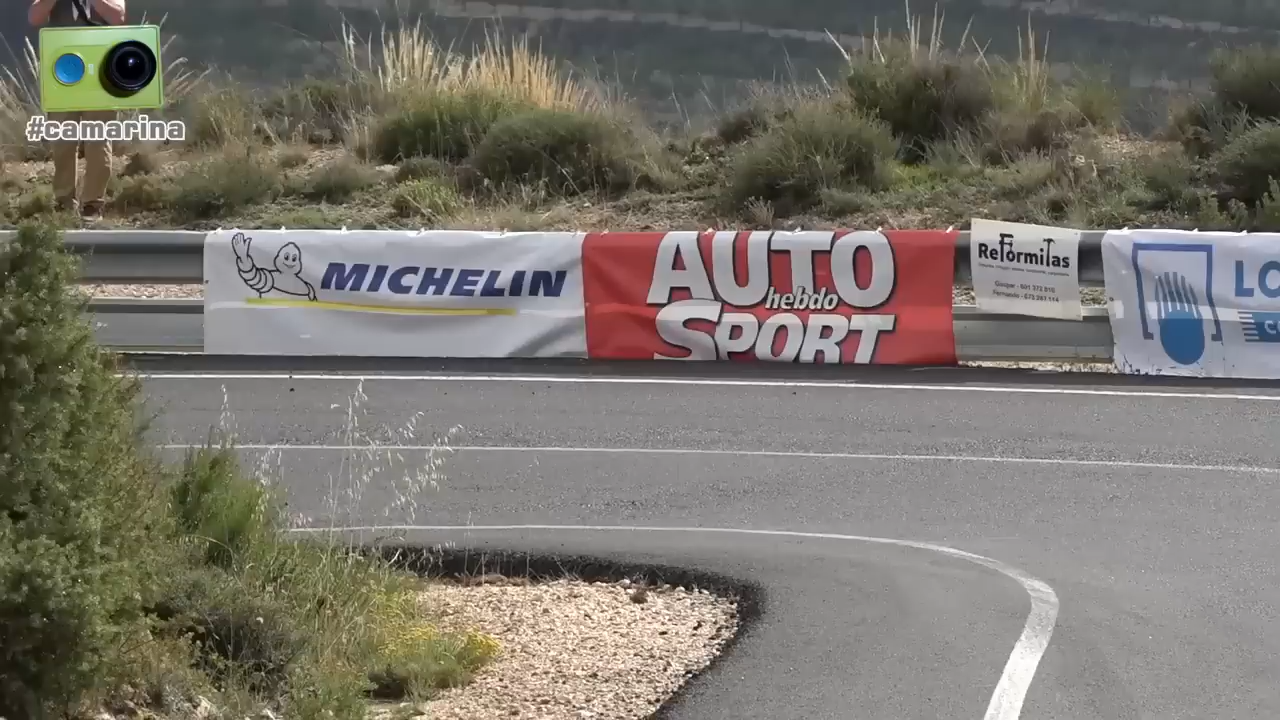 #camarina
MICHELIN
AUTO
hebdo
SPORT
Reformitas
LO